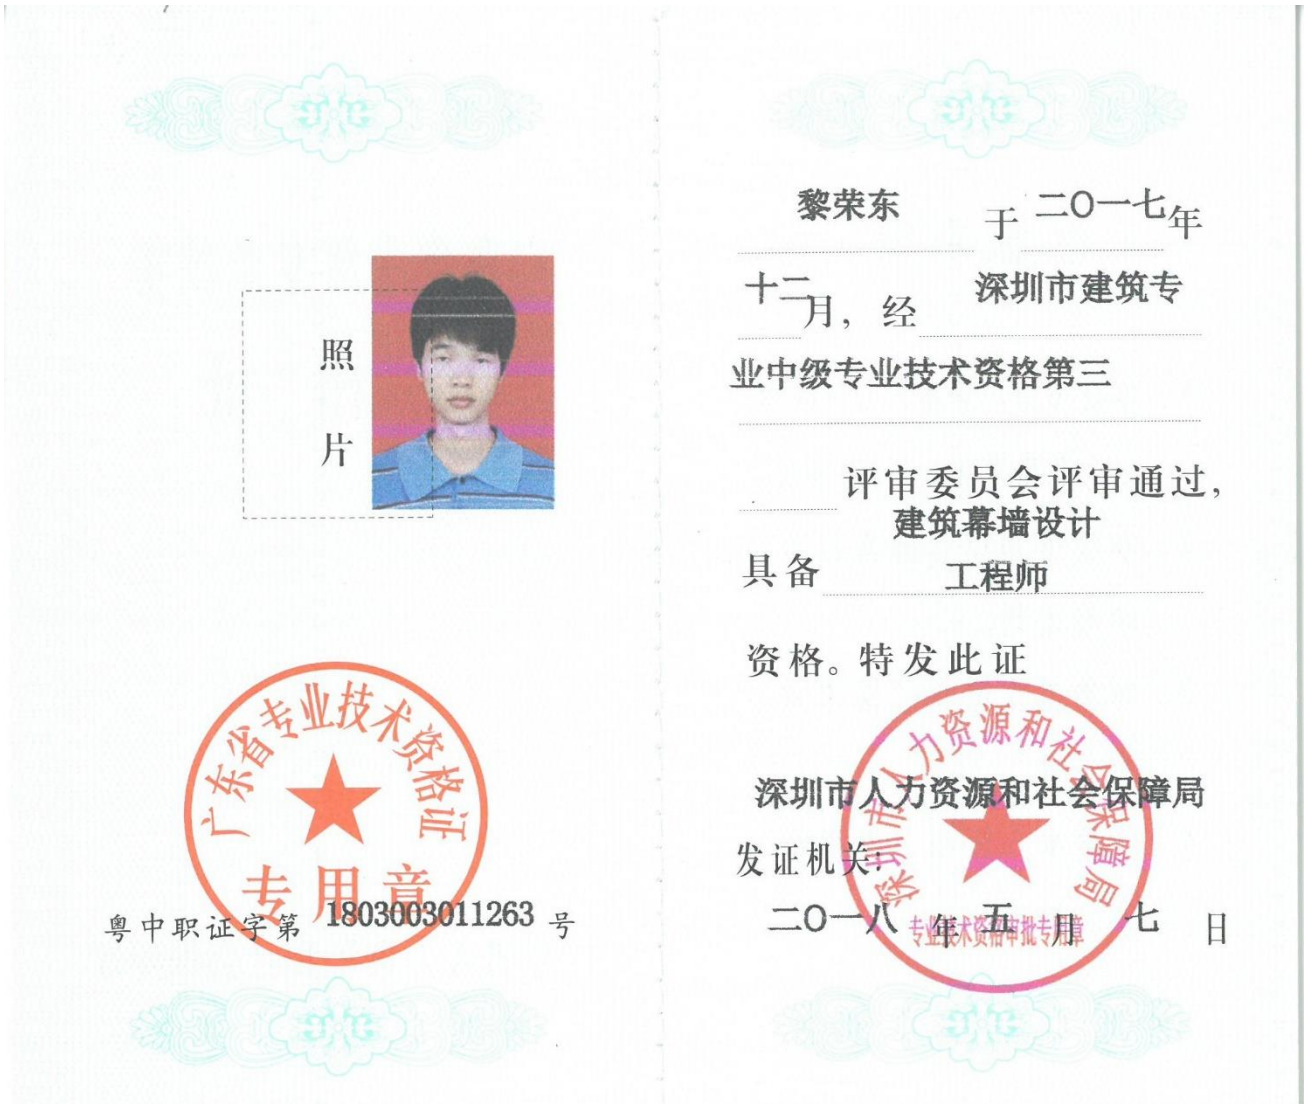 照
片
广东省专业技术资格证
专用章
粤中职证字第 1803003011263 号
黎荣东 于 二〇一七年
十二月，经 深圳市建筑专
业中级专业技术资格第三
评审委员会评审通过，
建筑幕墙设计
具备 工程师
资格。特发此证
深圳市人力资源和社会保障局
深圳市人力资源和社会保障局
发证机关：
专业技术资格审批专用章
二〇一八年五月七日